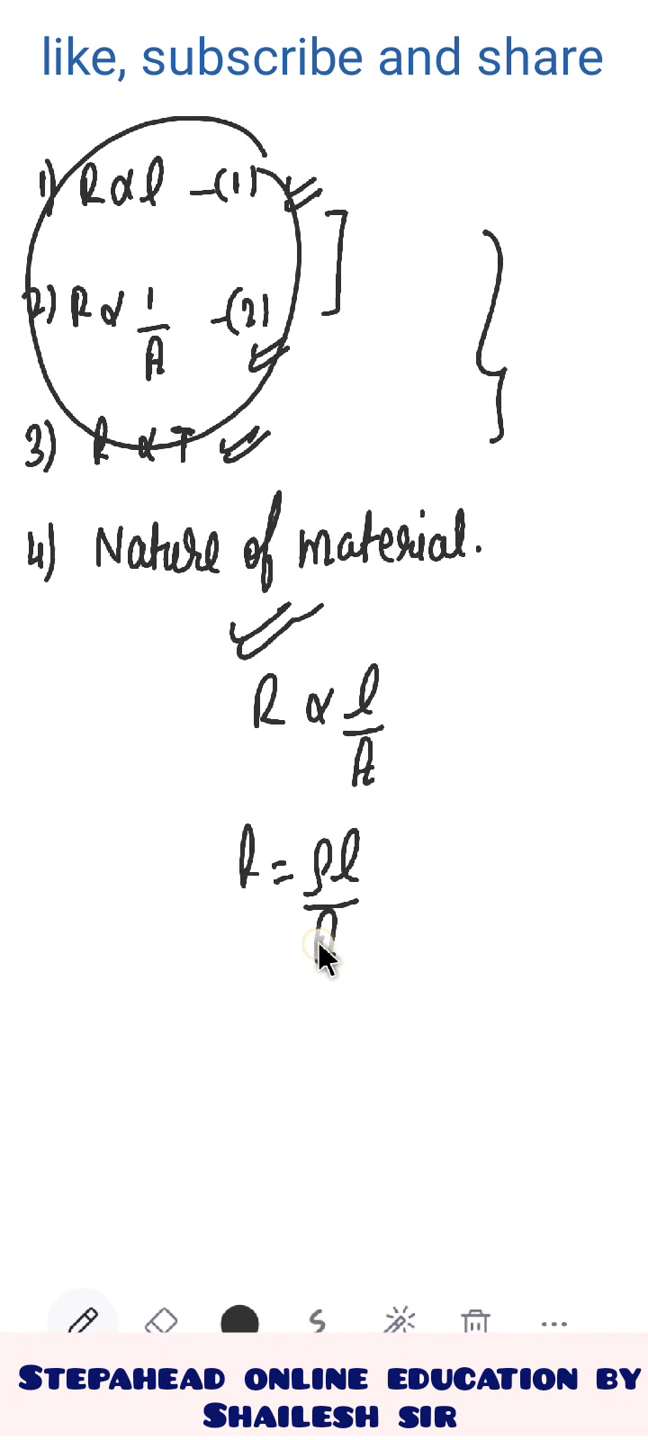 like, subscribe and share
1) R ∝ l -(1)
2) R ∝ 1/A -(2)
3) R ∝ T
4) Nature of material.
R ∝ l/A
R = ρl/A
STEPAHEAD ONLINE EDUCATION BY
SHAILESH SIR